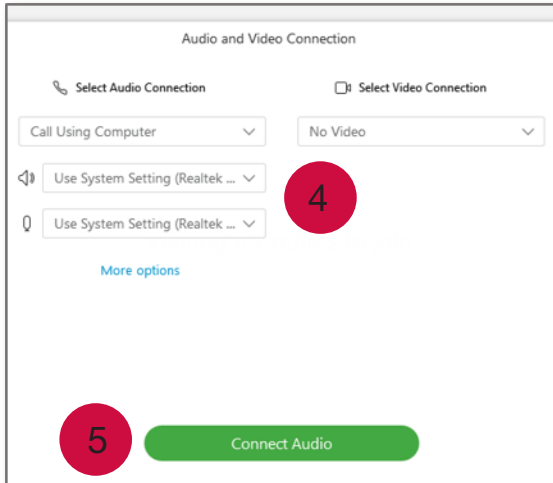 Audio and Video Connection
Select Audio Connection
Select Video Connection
Call Using Computer
No Video
Use System Setting (Realtek ...
4
Use System Setting (Realtek ...
More options
5
Connect Audio